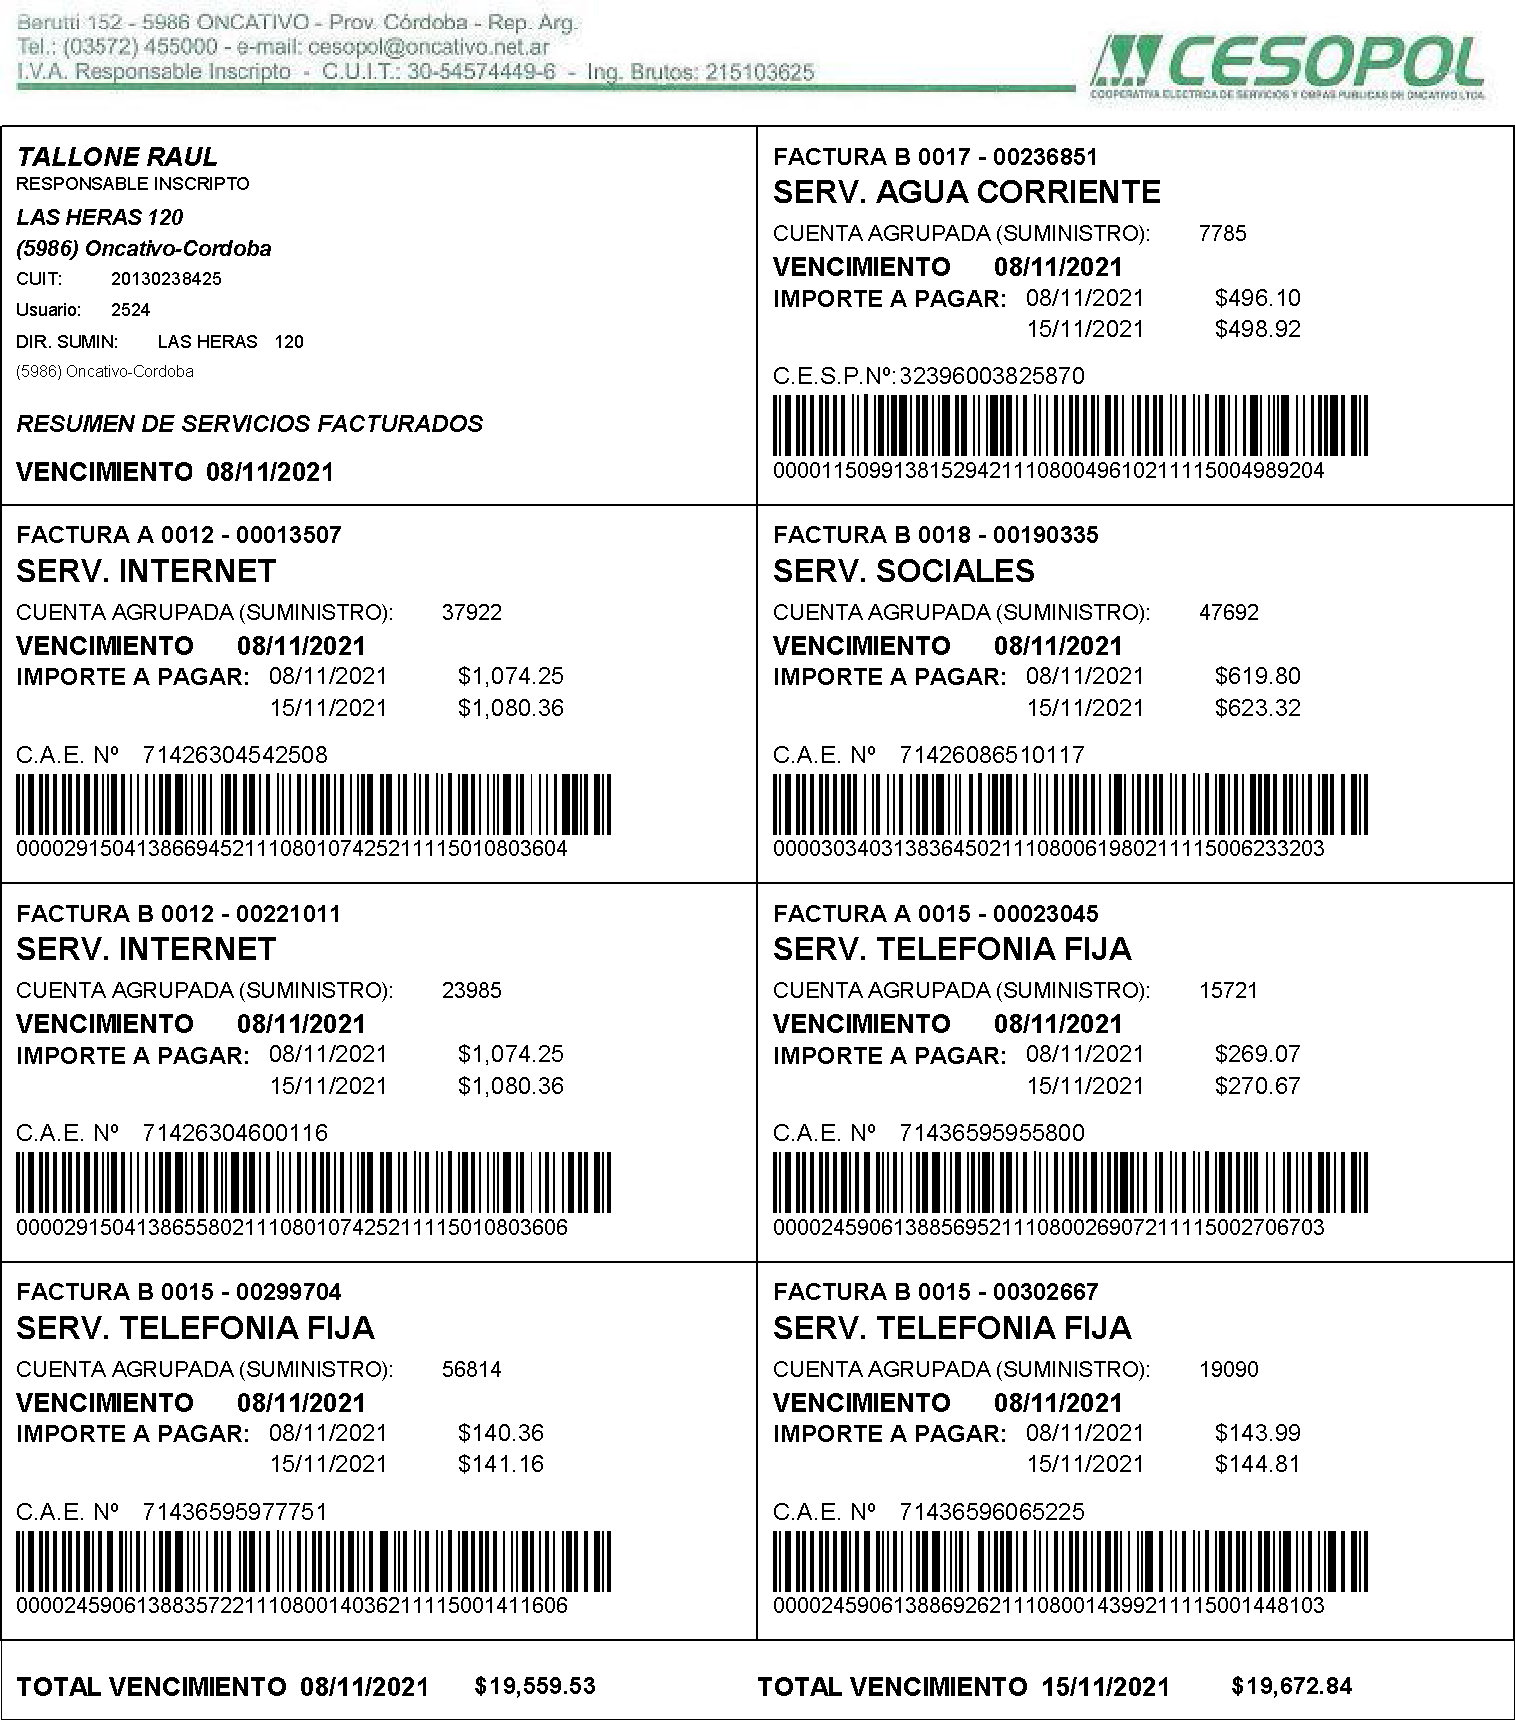 Berutti 152 - 5986 ONCATIVO - Prov. Córdoba - Rep. Arg.
Tel.: (03572) 455000 - e-mail: cesopol@oncativo.net.ar
I.V.A. Responsable Inscripto - C.U.I.T.: 30-54574449-6 - Ing. Brutos: 215103625
CESOPOL
COOPERATIVA ELECTRICA DE SERVICIOS Y OBRAS PUBLICAS DE ONCATIVO LTDA.
TALLONE RAUL
RESPONSABLE INSCRIPTO
LAS HERAS 120
(5986) Oncativo-Cordoba
CUIT: 20130238425
Usuario: 2524
DIR. SUMIN: LAS HERAS 120
(5986) Oncativo-Cordoba
RESUMEN DE SERVICIOS FACTURADOS
VENCIMIENTO 08/11/2021
FACTURA B 0017 - 00236851
SERV. AGUA CORRIENTE
CUENTA AGRUPADA (SUMINISTRO): 7785
VENCIMIENTO 08/11/2021
IMPORTE A PAGAR: 08/11/2021 $496.10
15/11/2021 $498.92
C.E.S.P.Nº: 32396003825870
00001150991381529421110800496102111150049892​04
FACTURA A 0012 - 00013507
SERV. INTERNET
CUENTA AGRUPADA (SUMINISTRO): 37922
VENCIMIENTO 08/11/2021
IMPORTE A PAGAR: 08/11/2021 $1,074.25
15/11/2021 $1,080.36
C.A.E. Nº 71426304542508
0000291504138669452111080107425211115010803604
FACTURA B 0018 - 00190335
SERV. SOCIALES
CUENTA AGRUPADA (SUMINISTRO): 47692
VENCIMIENTO 08/11/2021
IMPORTE A PAGAR: 08/11/2021 $619.80
15/11/2021 $623.32
C.A.E. Nº 71426086510117
0000303403138364502111080061980211115006233203
FACTURA B 0012 - 00221011
SERV. INTERNET
CUENTA AGRUPADA (SUMINISTRO): 23985
VENCIMIENTO 08/11/2021
IMPORTE A PAGAR: 08/11/2021 $1,074.25
15/11/2021 $1,080.36
C.A.E. Nº 71426304600116
0000291504138655802111080107425211115010803606
FACTURA A 0015 - 00023045
SERV. TELEFONIA FIJA
CUENTA AGRUPADA (SUMINISTRO): 15721
VENCIMIENTO 08/11/2021
IMPORTE A PAGAR: 08/11/2021 $269.07
15/11/2021 $270.67
C.A.E. Nº 71436595955800
0000245906138856952111080026907211115002706703
FACTURA B 0015 - 00299704
SERV. TELEFONIA FIJA
CUENTA AGRUPADA (SUMINISTRO): 56814
VENCIMIENTO 08/11/2021
IMPORTE A PAGAR: 08/11/2021 $140.36
15/11/2021 $141.16
C.A.E. Nº 71436595977751
0000245906138835722111080014036211115001411606
FACTURA B 0015 - 00302667
SERV. TELEFONIA FIJA
CUENTA AGRUPADA (SUMINISTRO): 19090
VENCIMIENTO 08/11/2021
IMPORTE A PAGAR: 08/11/2021 $143.99
15/11/2021 $144.81
C.A.E. Nº 71436596065225
0000245906138869262111080014399211115001448103
TOTAL VENCIMIENTO 08/11/2021 $19,559.53 TOTAL VENCIMIENTO 15/11/2021 $19,672.84